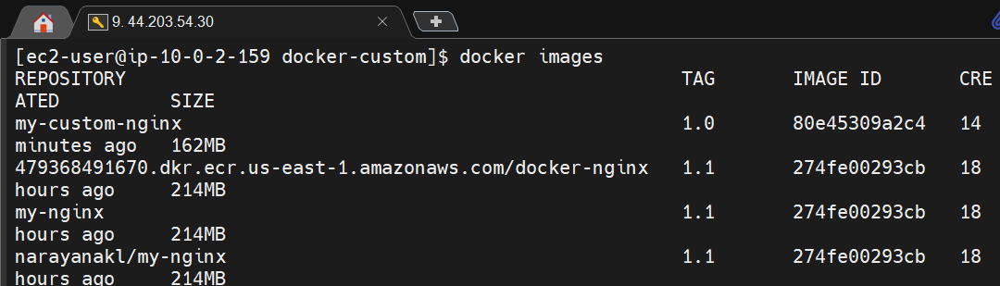 9. 44.203.54.30
[ec2-user@ip-10-0-2-159 docker-custom]$ docker images
REPOSITORY TAG IMAGE ID CRE
ATED SIZE
my-custom-nginx 1.0 80e45309a2c4 14
minutes ago 162MB
479368491670.dkr.ecr.us-east-1.amazonaws.com/docker-nginx 1.1 274fe00293cb 18
hours ago 214MB
my-nginx 1.1 274fe00293cb 18
hours ago 214MB
narayanakl/my-nginx 1.1 274fe00293cb 18
hours ago 214MB